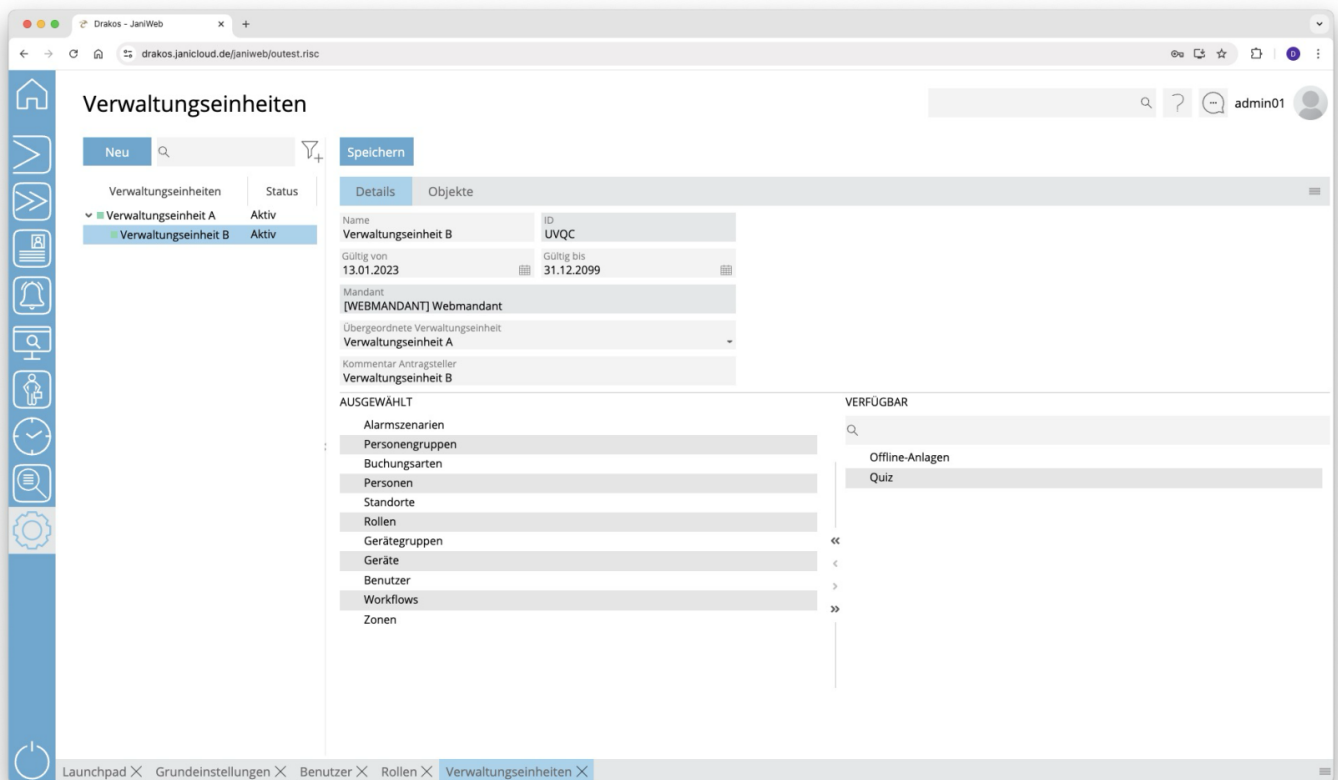 Drakos - JaniWeb
drakos.janicloud.de/janiweb/outest.risc
D
Verwaltungseinheiten
admin01
Neu
Speichern
Verwaltungseinheiten Status
Verwaltungseinheit A Aktiv
Verwaltungseinheit B Aktiv
Details Objekte
Name ID
Verwaltungseinheit B UVQC
Gültig von Gültig bis
13.01.2023 31.12.2099
Mandant
[WEBMANDANT] Webmandant
Übergeordnete Verwaltungseinheit
Verwaltungseinheit A
Kommentar Antragsteller
Verwaltungseinheit B
AUSGEWÄHLT
Alarmszenarien
Personengruppen
Buchungsarten
Personen
Standorte
Rollen
Gerätegruppen
Geräte
Benutzer
Workflows
Zonen
VERFÜGBAR
Offline-Anlagen
Quiz
Launchpad Grundeinstellungen Benutzer Rollen Verwaltungseinheiten